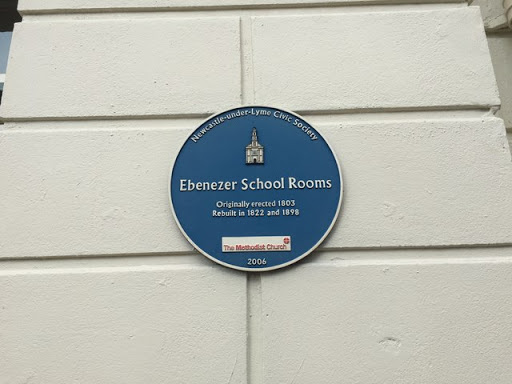 Newcastle-under-Lyme Civic Society
Ebenezer School Rooms
Originally erected 1803
Rebuilt in 1822 and 1898
The Methodist Church
2006